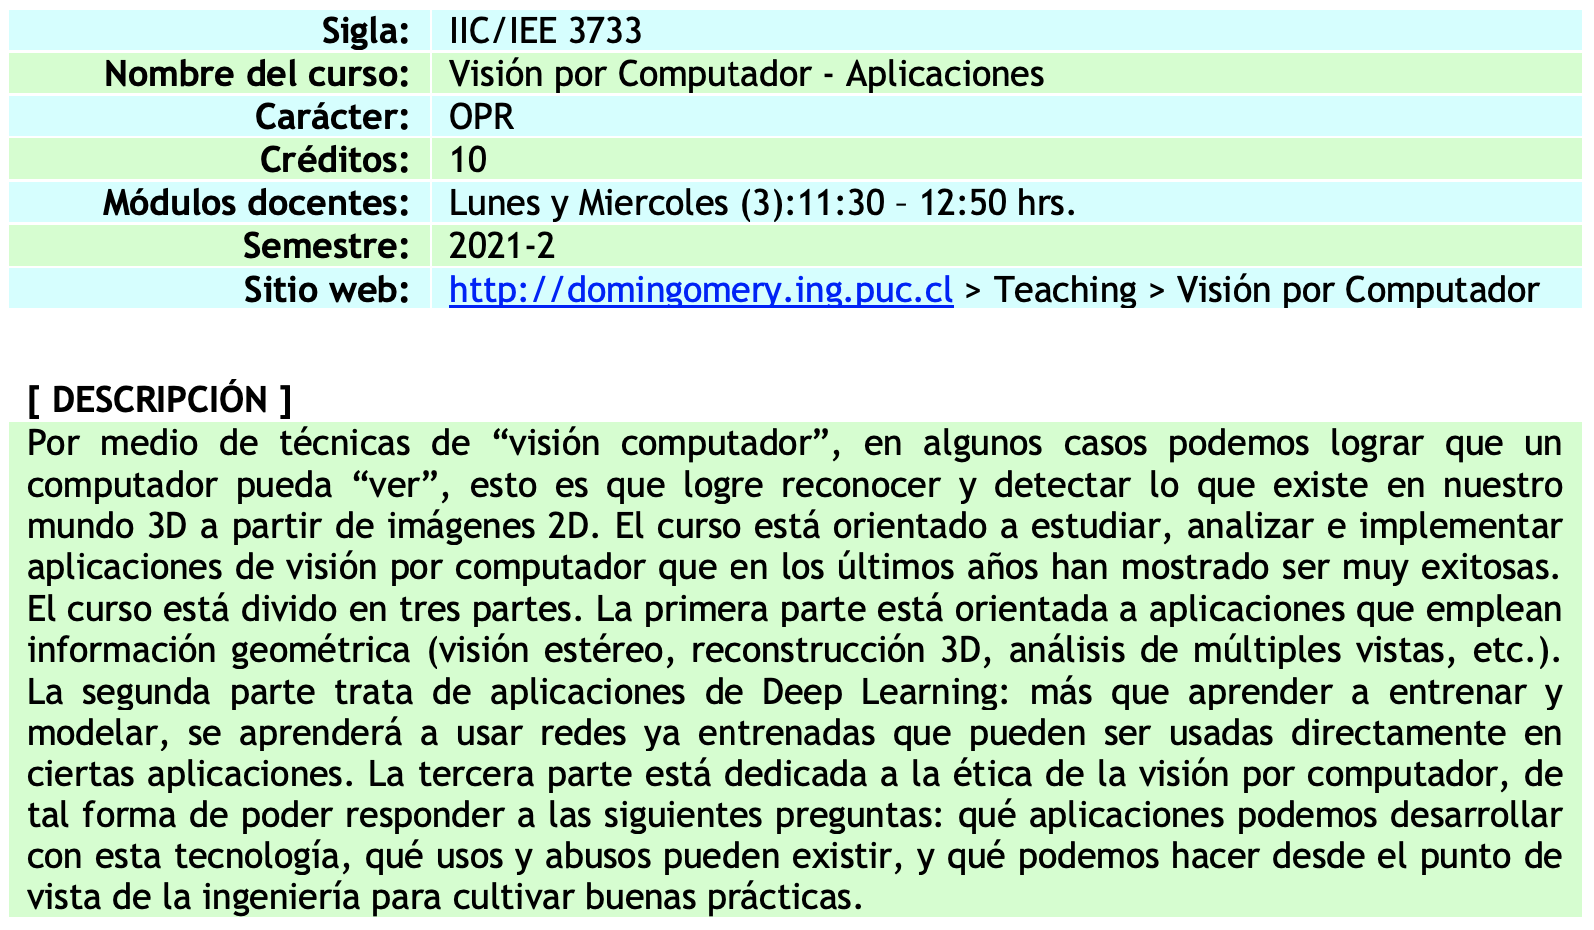 Sigla: IIC/IEE 3733
Nombre del curso: Visión por Computador - Aplicaciones
Carácter: OPR
Créditos: 10
Módulos docentes: Lunes y Miercoles (3):11:30 – 12:50 hrs.
Semestre: 2021-2
Sitio web: http://domingomery.ing.puc.cl > Teaching > Visión por Computador
[ DESCRIPCIÓN ]
Por medio de técnicas de “visión computador”, en algunos casos podemos lograr que un
computador pueda “ver”, esto es que logre reconocer y detectar lo que existe en nuestro
mundo 3D a partir de imágenes 2D. El curso está orientado a estudiar, analizar e implementar
aplicaciones de visión por computador que en los últimos años han mostrado ser muy exitosas.
El curso está divido en tres partes. La primera parte está orientada a aplicaciones que emplean
información geométrica (visión estéreo, reconstrucción 3D, análisis de múltiples vistas, etc.).
La segunda parte trata de aplicaciones de Deep Learning: más que aprender a entrenar y
modelar, se aprenderá a usar redes ya entrenadas que pueden ser usadas directamente en
ciertas aplicaciones. La tercera parte está dedicada a la ética de la visión por computador, de
tal forma de poder responder a las siguientes preguntas: qué aplicaciones podemos desarrollar
con esta tecnología, qué usos y abusos pueden existir, y qué podemos hacer desde el punto de
vista de la ingeniería para cultivar buenas prácticas.